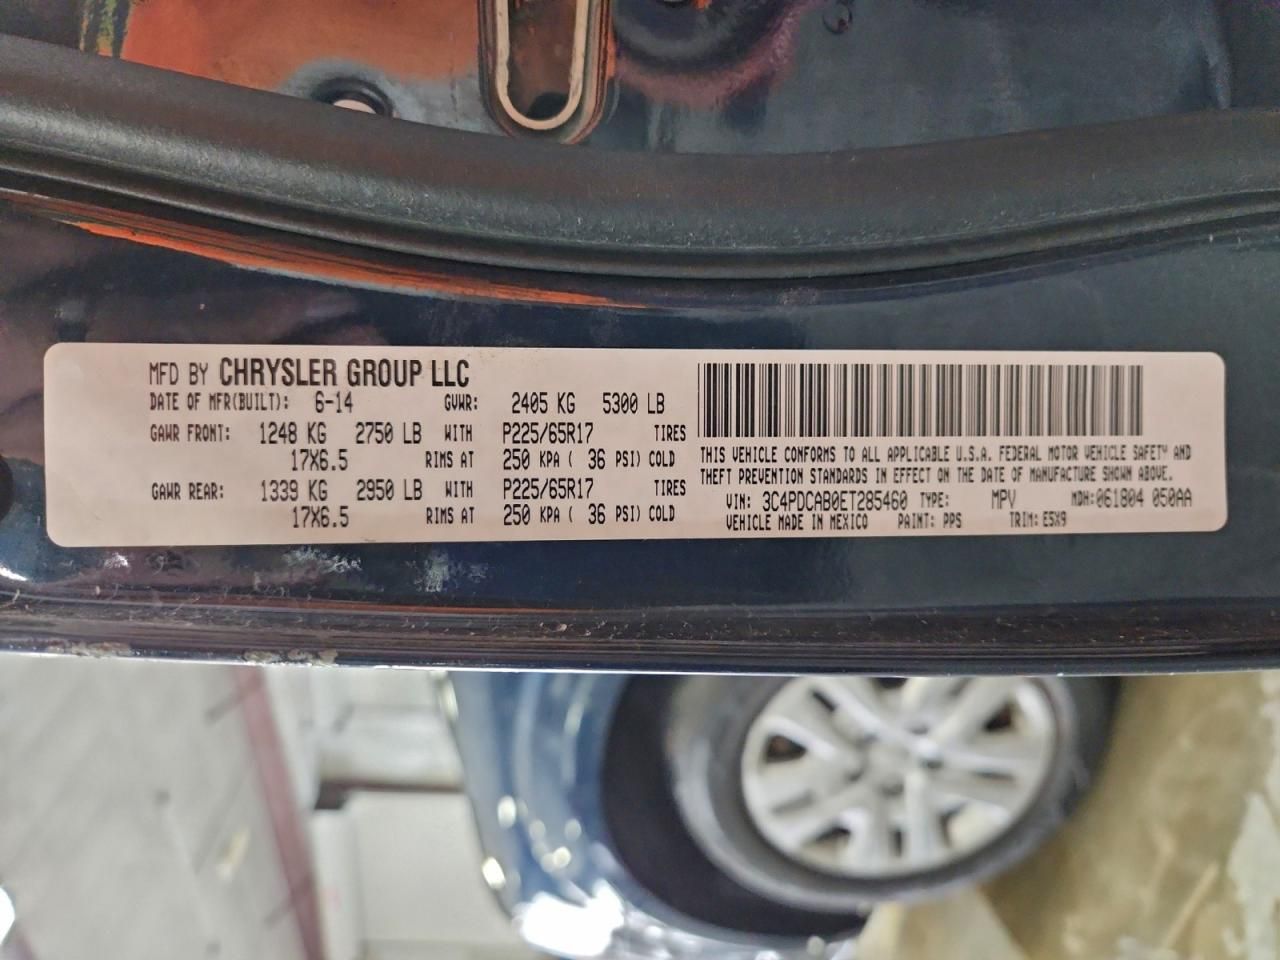 MFD BY CHRYSLER GROUP LLC
DATE OF MFR(BUILT): 6-14 GVWR: 2405 KG 5300 LB
GAWR FRONT: 1248 KG 2750 LB WITH P225/65R17 TIRES
17X6.5 RIMS AT 250 KPA ( 36 PSI) COLD
GAWR REAR: 1339 KG 2950 LB WITH P225/65R17 TIRES
17X6.5 RIMS AT 250 KPA ( 36 PSI) COLD
THIS VEHICLE CONFORMS TO ALL APPLICABLE U.S.A. FEDERAL MOTOR VEHICLE SAFETY AND
THEFT PREVENTION STANDARDS IN EFFECT ON THE DATE OF MANUFACTURE SHOWN ABOVE.
VIN: 3C4PDCAB0ET285460 TYPE: MPV MDH:061804 050AA
VEHICLE MADE IN MEXICO PAINT: PPS TRIM: E5X9